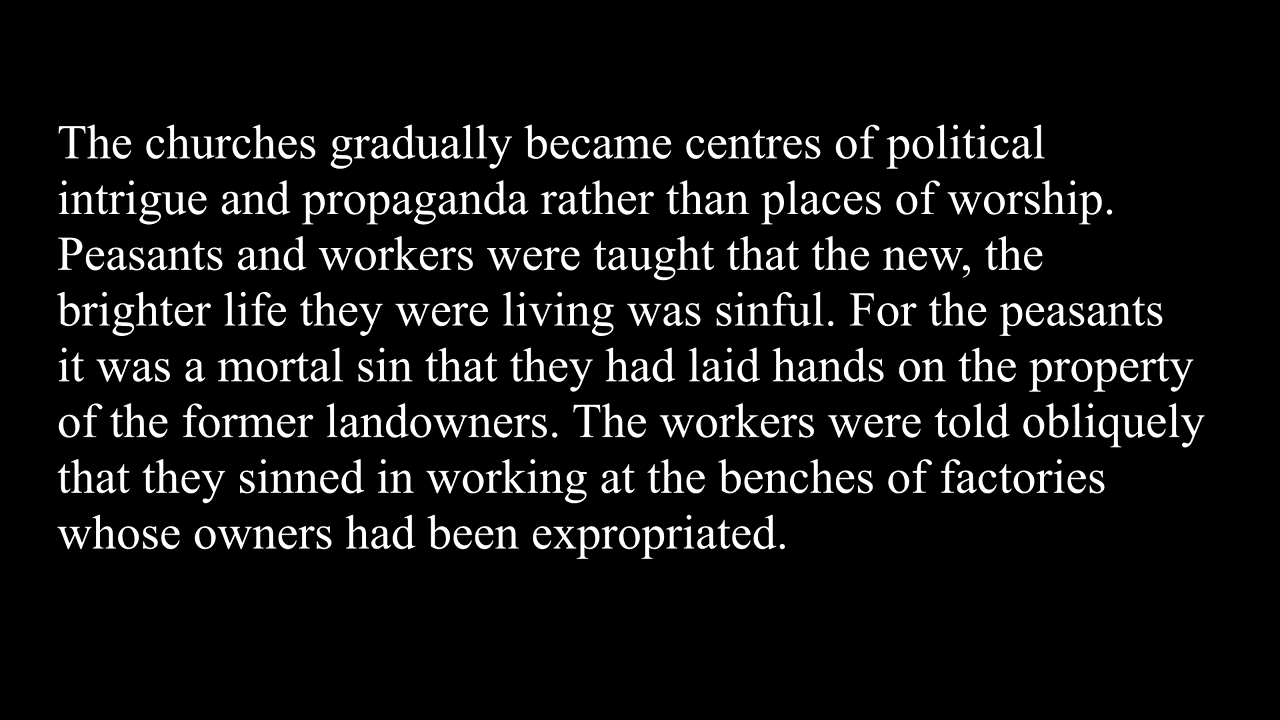 The churches gradually became centres of political
intrigue and propaganda rather than places of worship.
Peasants and workers were taught that the new, the
brighter life they were living was sinful. For the peasants
it was a mortal sin that they had laid hands on the property
of the former landowners. The workers were told obliquely
that they sinned in working at the benches of factories
whose owners had been expropriated.